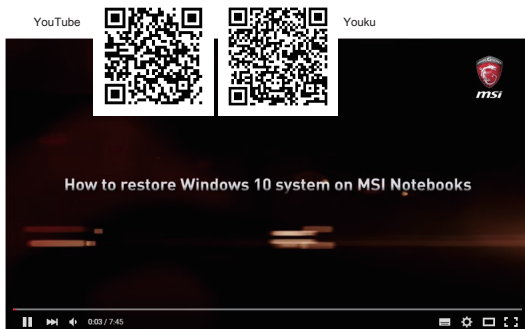 YouTube
Youku
msi
How to restore Windows 10 system on MSI Notebooks
0:03 / 7:45